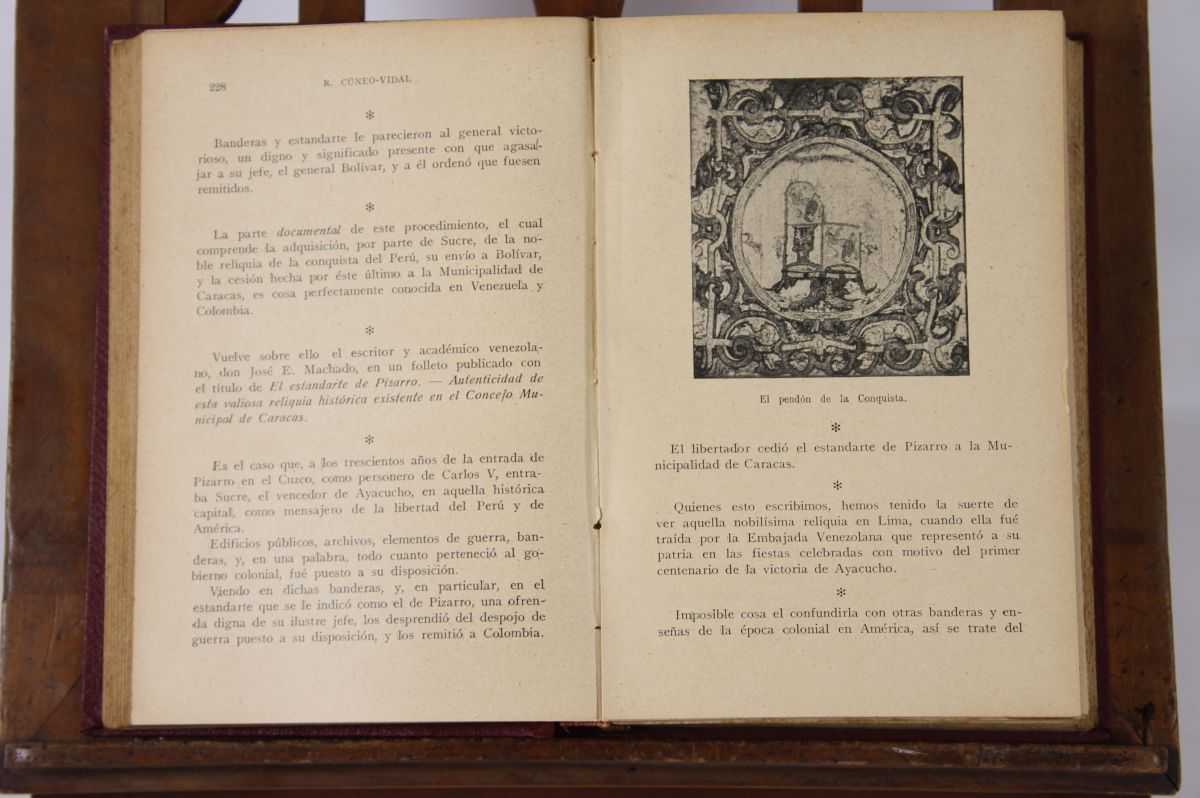 228
R. CÚNEO-VIDAL
*
Banderas y estandarte le parecieron al general victo-
rioso, un digno y significado presente con que agasal-
jar a su jefe, el general Bolívar, y a él ordenó que fuesen
remitidos.
*
La parte documental de este procedimiento, el cual
comprende la adquisición, por parte de Sucre, de la no-
ble reliquia de la conquista del Perú, su envío a Bolívar,
y la cesión hecha por éste último a la Municipalidad de
Caracas, es cosa perfectamente conocida en Venezuela y
Colombia.
*
Vuelve sobre ello el escritor y académico venezola-
no, don José E. Machado, en un folleto publicado con
el título de El estandarte de Pizarro. — Autenticidad de
esta valiosa reliquia histórica existente en el Concejo Mu-
nicipal de Caracas.
*
Es el caso que, a los trescientos años de la entrada de
Pizarro en el Cuzco, como personero de Carlos V, entra-
ba Sucre, el vencedor de Ayacucho, en aquella histórica
capital, como mensajero de la libertad del Perú y de
América.
Edificios públicos, archivos, elementos de guerra, ban-
deras, y, en una palabra, todo cuanto perteneció al go-
bierno colonial, fué puesto a su disposición.
Viendo en dichas banderas, y, en particular, en el
estandarte que se le indicó como el de Pizarro, una ofren-
da digna de su ilustre jefe, los desprendió del despojo de
guerra puesto a su disposición, y los remitió a Colombia.
El pendón de la Conquista.
*
El libertador cedió el estandarte de Pizarro a la Mu-
nicipalidad de Caracas.
*
Quienes esto escribimos, hemos tenido la suerte de
ver aquella nobilísima reliquia en Lima, cuando ella fué
traída por la Embajada Venezolana que representó a su
patria en las fiestas celebradas con motivo del primer
centenario de la victoria de Ayacucho.
*
Imposible cosa el confundirla con otras banderas y en-
señas de la época colonial en América, así se trate del